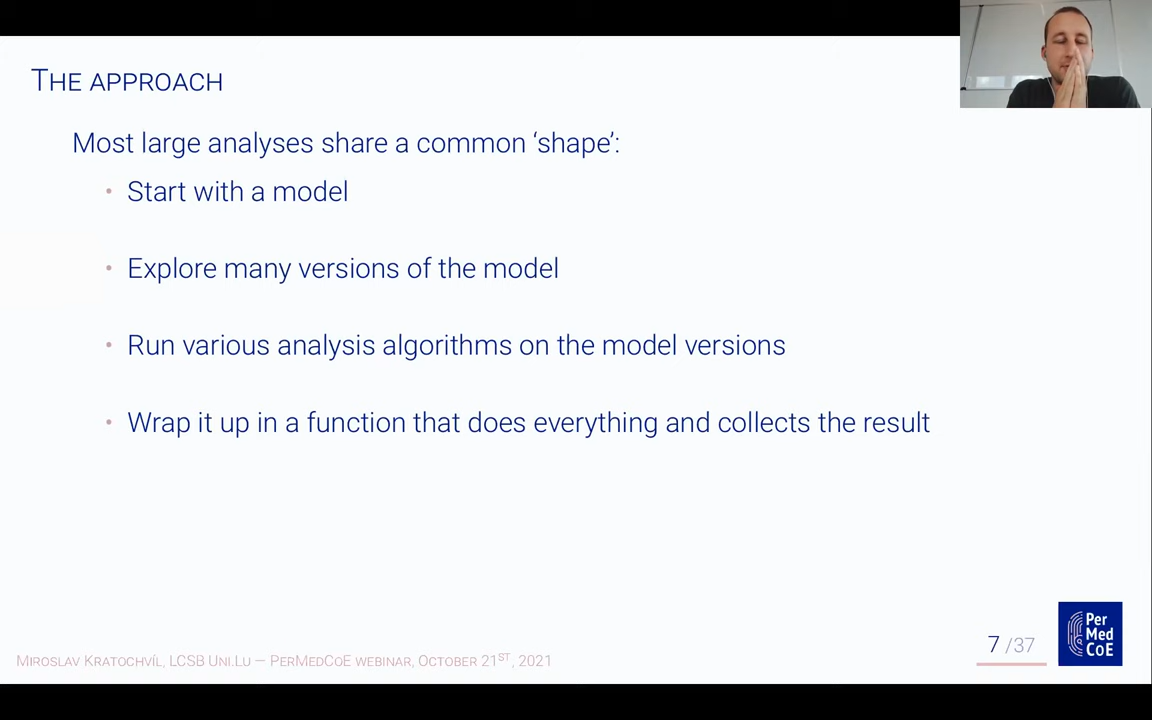 THE APPROACH
Most large analyses share a common ‘shape’:
• Start with a model
• Explore many versions of the model
• Run various analysis algorithms on the model versions
• Wrap it up in a function that does everything and collects the result
MIROSLAV KRATOCHVÍL, LCSB UNI.LU — PERMEDCOE WEBINAR, OCTOBER 21ST, 2021
7 /37
Per
Med
CoE